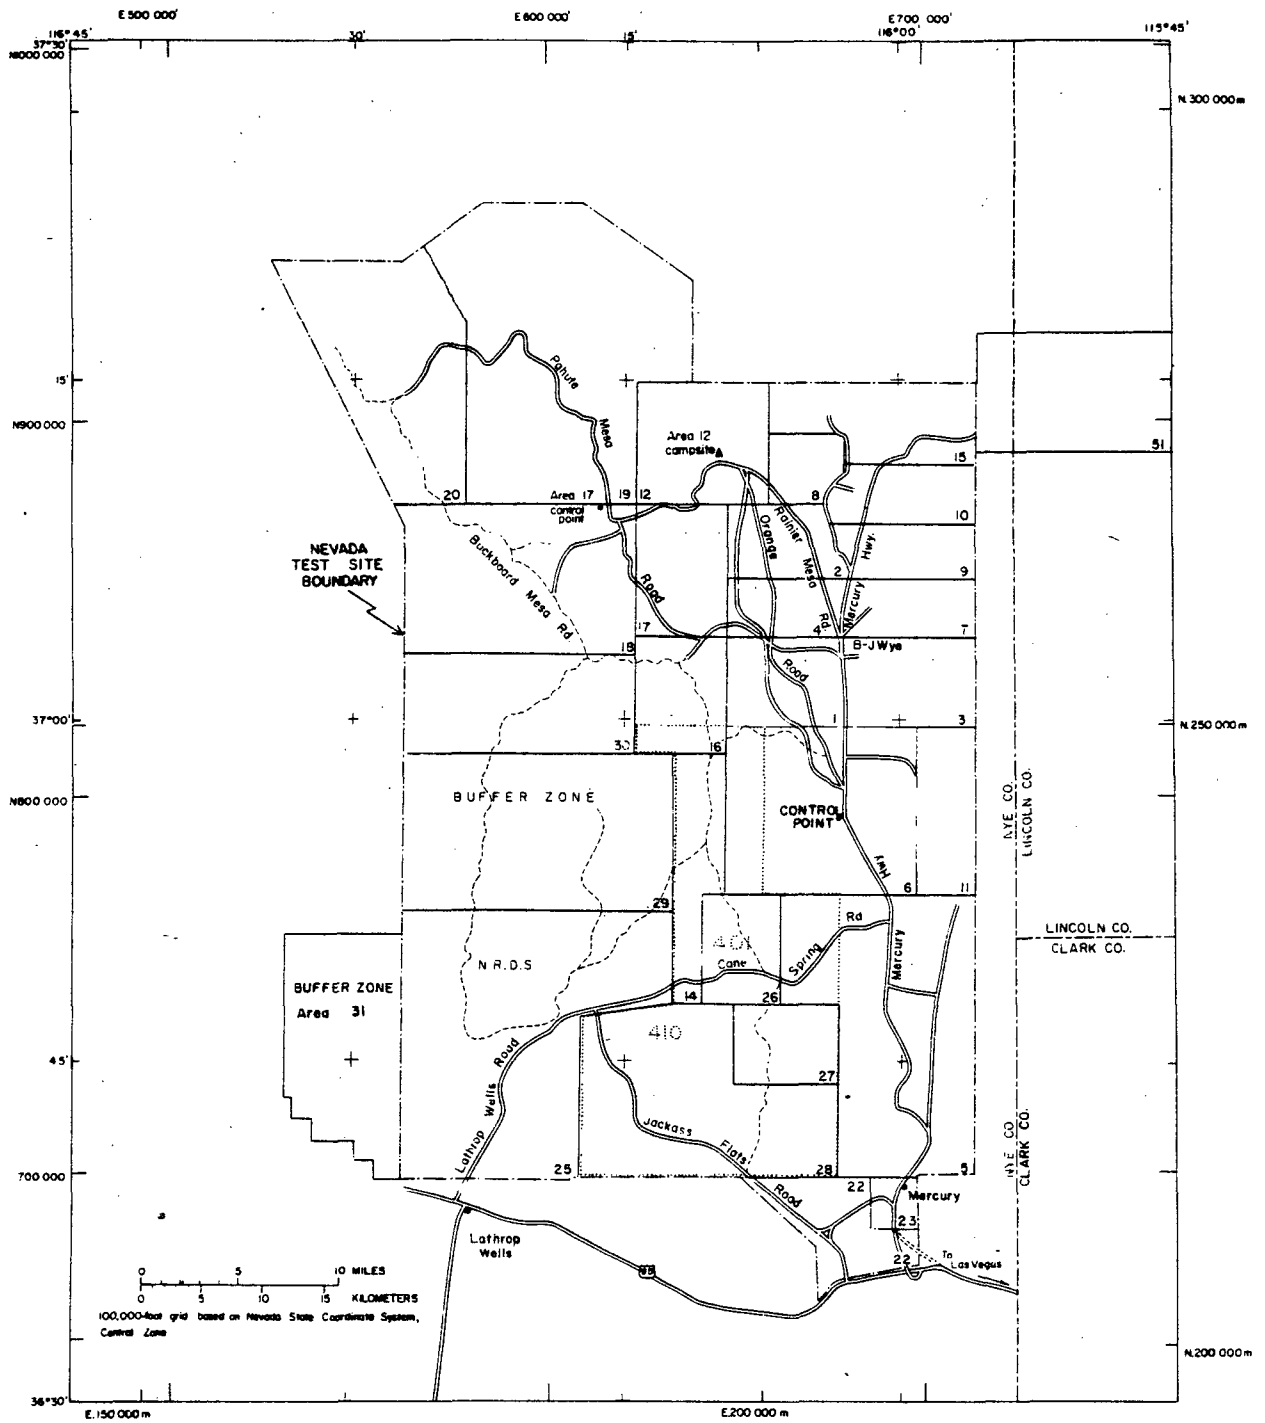 E 500 000'
E 600 000'
E 700 000'
116° 45'
30'
15'
116°00'
115°45'
37°30'
N1000 000
N.300 000m
15'
N900 000
Pahute
Mesa
Area 12
campsite
51
15
20
Area 17
control
point
19
12
8
10
Buckboard Mesa Rd.
Orange
Rainier Mesa Rd.
Mercury Hwy.
2
9
NEVADA
TEST SITE
BOUNDARY
Road
17
4
7
B-J Wye
18
Road
37°00'
1
3
N.250 000m
30
16
BUFFER ZONE
N800 000
CONTROL
POINT
NYE CO.
LINCOLN CO.
Hwy
6
11
29
401
Rd
LINCOLN CO.
CLARK CO.
N.R.D.S
Cane
Spring
Mercury
BUFFER ZONE
Area 31
14
26
410
45'
27
Lathrop Wells Road
Jackass
Flats
Road
NYE CO
CLARK CO.
700 000
25
28
5
22
Mercury
23
Lathrop
Wells
22
To
Las Vegas
95
0 5 10 MILES
0 5 10 15 KILOMETERS
100,000-foot grid based on Nevada State Coordinate System,
Central Zone
N.200 000m
36°30'
E.150 000 m
E.200 000 m